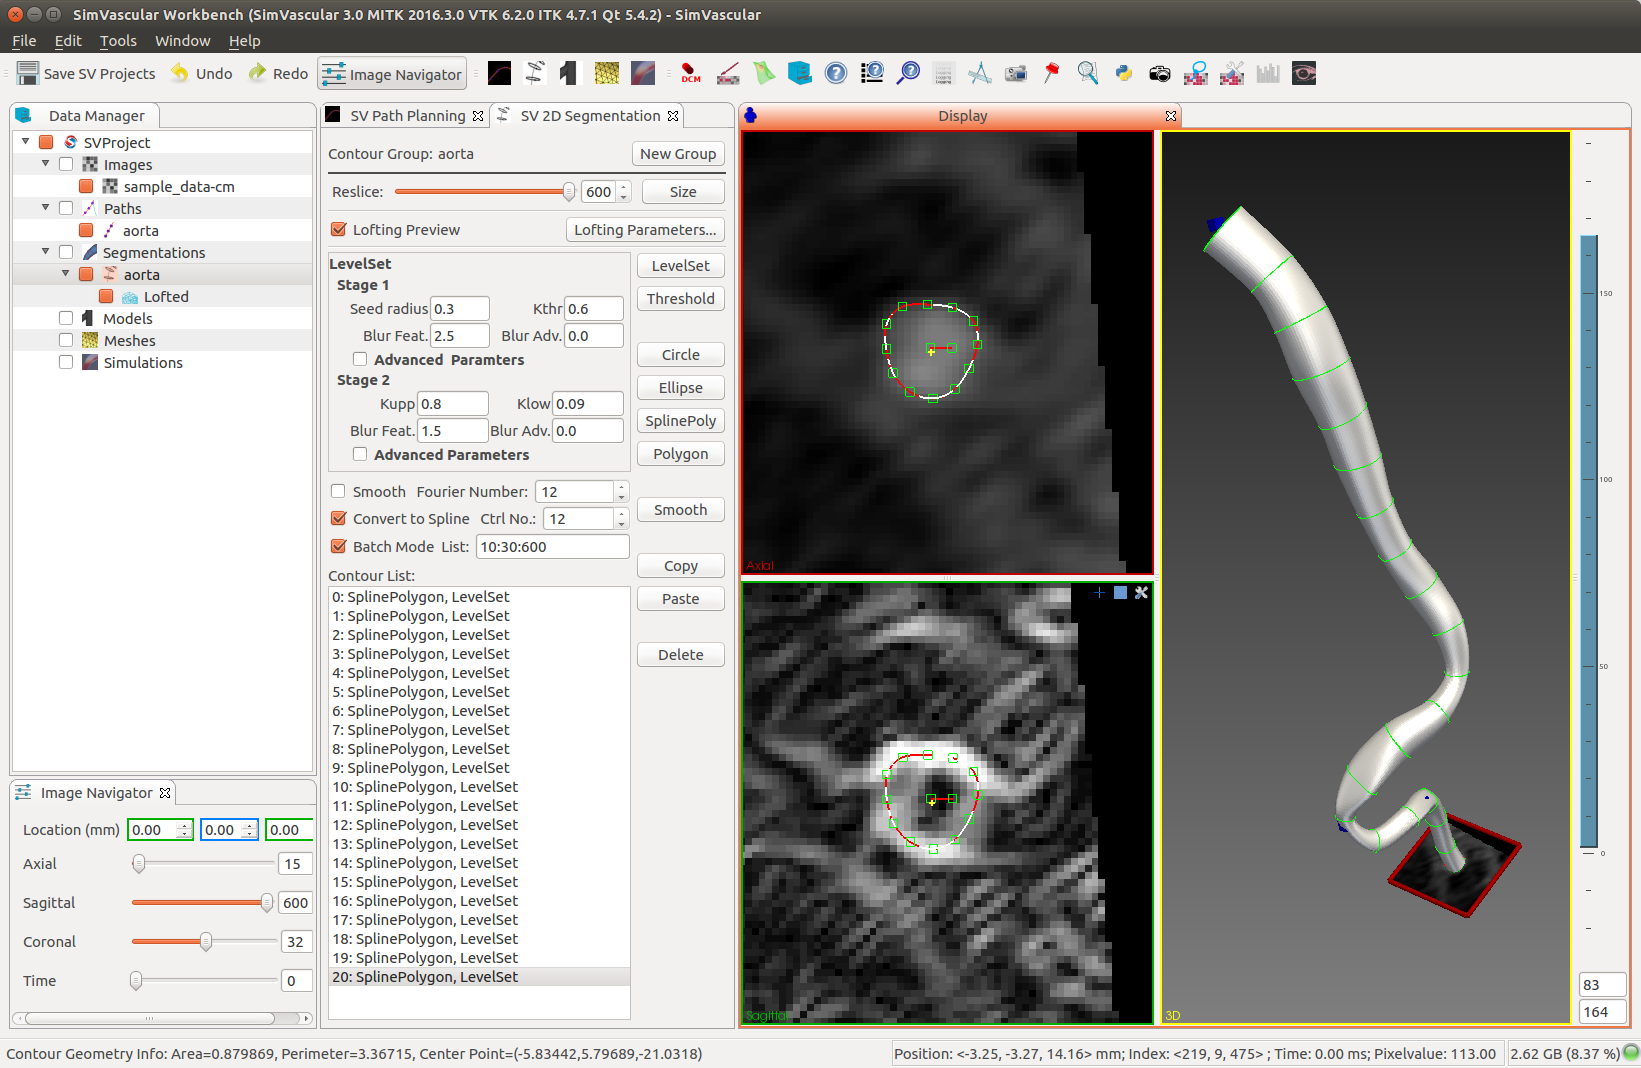 SimVascular Workbench (SimVascular 3.0 MITK 2016.3.0 VTK 6.2.0 ITK 4.7.1 Qt 5.4.2) - SimVascular
File Edit Tools Window Help
Save SV Projects Undo Redo Image Navigator DCM
Data Manager
SVProject
Images
sample_data-cm
Paths
aorta
Segmentations
aorta
Lofted
Models
Meshes
Simulations
Image Navigator
Location (mm) 0.00 0.00 0.00
Axial 15
Sagittal 600
Coronal 32
Time 0
SV Path Planning SV 2D Segmentation
Contour Group: aorta New Group
Reslice: 600 Size
Lofting Preview Lofting Parameters...
LevelSet
Stage 1
Seed radius 0.3 Kthr 0.6
Blur Feat. 2.5 Blur Adv. 0.0
Advanced Paramters
Stage 2
Kupp 0.8 Klow 0.09
Blur Feat. 1.5 Blur Adv. 0.0
Advanced Parameters
Smooth Fourier Number: 12
Convert to Spline Ctrl No.: 12
Batch Mode List: 10:30:600
Contour List:
0: SplinePolygon, LevelSet
1: SplinePolygon, LevelSet
2: SplinePolygon, LevelSet
3: SplinePolygon, LevelSet
4: SplinePolygon, LevelSet
5: SplinePolygon, LevelSet
6: SplinePolygon, LevelSet
7: SplinePolygon, LevelSet
8: SplinePolygon, LevelSet
9: SplinePolygon, LevelSet
10: SplinePolygon, LevelSet
11: SplinePolygon, LevelSet
12: SplinePolygon, LevelSet
13: SplinePolygon, LevelSet
14: SplinePolygon, LevelSet
15: SplinePolygon, LevelSet
16: SplinePolygon, LevelSet
17: SplinePolygon, LevelSet
18: SplinePolygon, LevelSet
19: SplinePolygon, LevelSet
20: SplinePolygon, LevelSet
LevelSet
Threshold
Circle
Ellipse
SplinePoly
Polygon
Smooth
Copy
Paste
Delete
Display
Axial
Sagittal
3D
150
100
50
0
83
164
Contour Geometry Info: Area=0.879869, Perimeter=3.36715, Center Point=(-5.83442,5.79689,-21.0318)
Position: <-3.25, -3.27, 14.16> mm; Index: <219, 9, 475> ; Time: 0.00 ms; Pixelvalue: 113.00
2.62 GB (8.37 %)